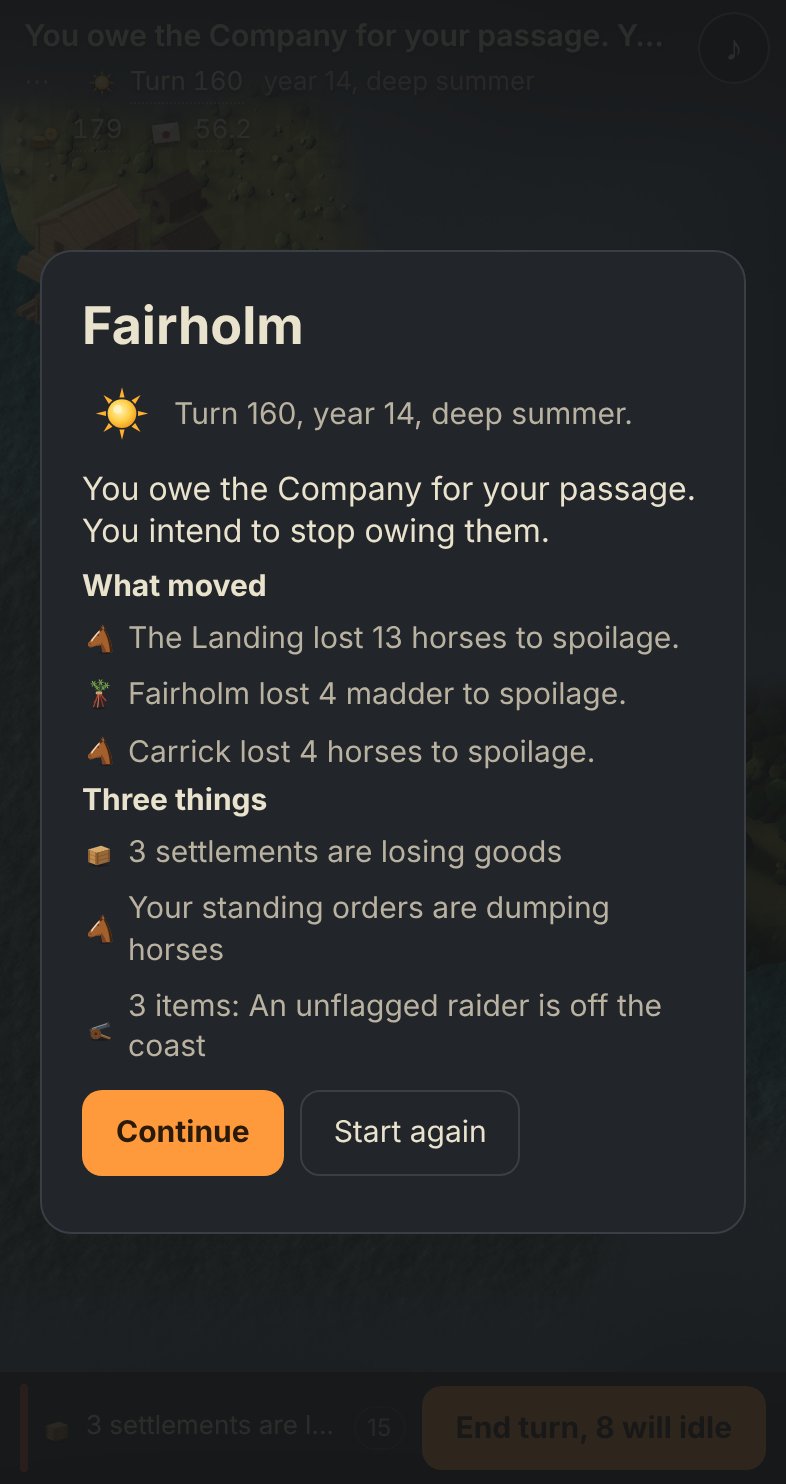 You owe the Company for your passage. Y...
... Turn 160 year 14, deep summer
179 56.2
Fairholm
Turn 160, year 14, deep summer.
You owe the Company for your passage.
You intend to stop owing them.
What moved
The Landing lost 13 horses to spoilage.
Fairholm lost 4 madder to spoilage.
Carrick lost 4 horses to spoilage.
Three things
3 settlements are losing goods
Your standing orders are dumping
horses
3 items: An unflagged raider is off the
coast
Continue Start again
3 settlements are l... 15 End turn, 8 will idle